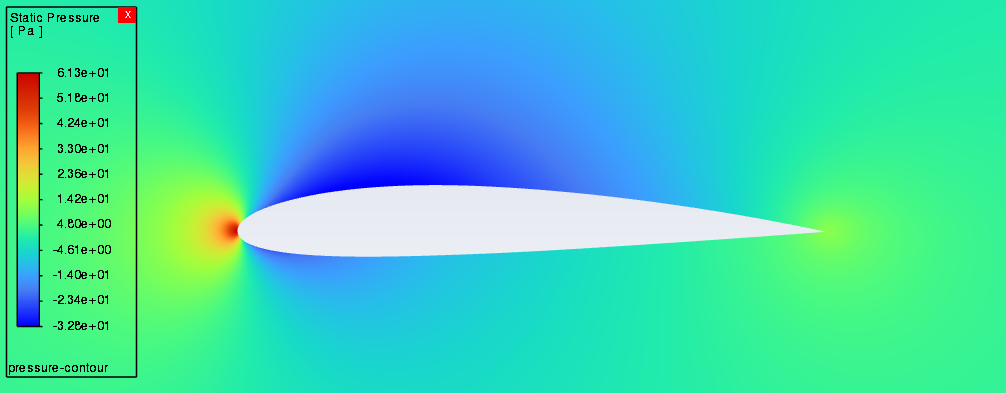 Static Pressure
X
[ Pa ]
6.13e+01
5.18e+01
4.24e+01
3.30e+01
2.36e+01
1.42e+01
4.80e+00
-4.61e+00
-1.40e+01
-2.34e+01
-3.28e+01
pressure-contour